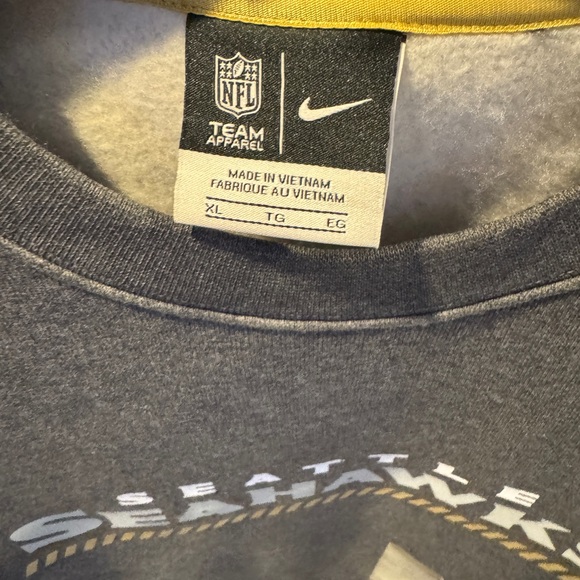 NFL
TEAM
APPAREL
MADE IN VIETNAM
FABRIQUE AU VIETNAM
XL TG EG
SEATTLE
SEAHAWKS